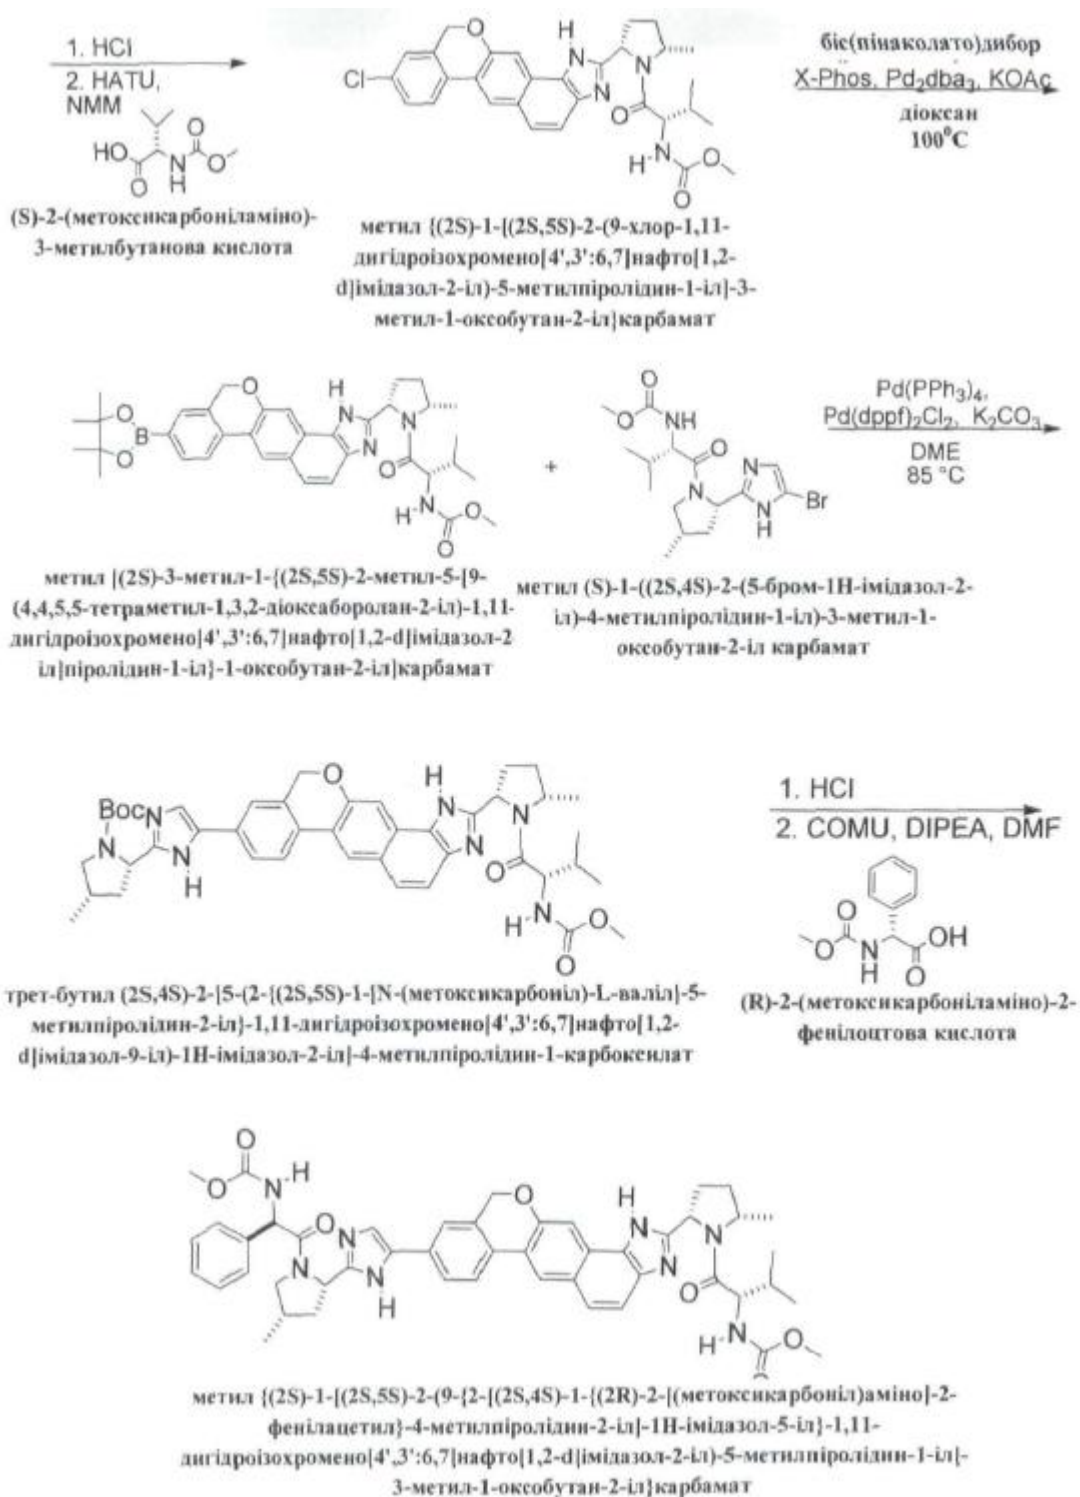 1. HCl
2. HATU,
NMM
HO
O
N
H
O
O
(S)-2-(метоксикарбоніламіно)-
3-метилбутанова кислота
Cl
O
H
N
N
N
O
H
N
O
O
метил {(2S)-1-[(2S,5S)-2-(9-хлор-1,11-
дигідроізохромено[4',3':6,7]нафто[1,2-
d]імідазол-2-іл)-5-метилпіролідин-1-іл]-3-
метил-1-оксобутан-2-іл}карбамат
біс(пінаколато)дибор
X-Phos, Pd2dba3, KOAc
діоксан
100⁰C
O
B
O
O
H
N
N
N
O
H
N
O
O
+
O
O
NH
O
N
N
N
H
Br
Pd(PPh3)4,
Pd(dppf)2Cl2, K2CO3
DME
85 °C
метил [(2S)-3-метил-1-{(2S,5S)-2-метил-5-[9-
(4,4,5,5-тетраметил-1,3,2-діоксаборолан-2-іл)-1,11-
дигідроізохромено[4',3':6,7]нафто[1,2-d]імідазол-2
іл]піролідин-1-іл}-1-оксобутан-2-іл]карбамат
метил (S)-1-((2S,4S)-2-(5-бром-1H-імідазол-2-
іл)-4-метилпіролідин-1-іл)-3-метил-1-
оксобутан-2-іл карбамат
Boc
N
N
N
H
O
H
N
N
N
O
H
N
O
O
1. HCl
2. COMU, DIPEA, DMF
O
O
N
H
OH
O
трет-бутил (2S,4S)-2-[5-(2-{(2S,5S)-1-[N-(метоксикарбоніл)-L-валіл]-5-
метилпіролідин-2-іл}-1,11-дигідроізохромено[4',3':6,7]нафто[1,2-
d]імідазол-9-іл)-1H-імідазол-2-іл]-4-метилпіролідин-1-карбоксилат
(R)-2-(метоксикарбоніламіно)-2-
фенілоцтова кислота
O
O
N
H
O
N
N
N
H
O
H
N
N
N
O
H
N
O
O
метил {(2S)-1-[(2S,5S)-2-(9-{2-[(2S,4S)-1-{(2R)-2-[(метоксикарбоніл)аміно]-2-
фенілацетил}-4-метилпіролідин-2-іл]-1H-імідазол-5-іл}-1,11-
дигідроізохромено[4',3':6,7]нафто[1,2-d]імідазол-2-іл)-5-метилпіролідин-1-іл]-
3-метил-1-оксобутан-2-іл}карбамат